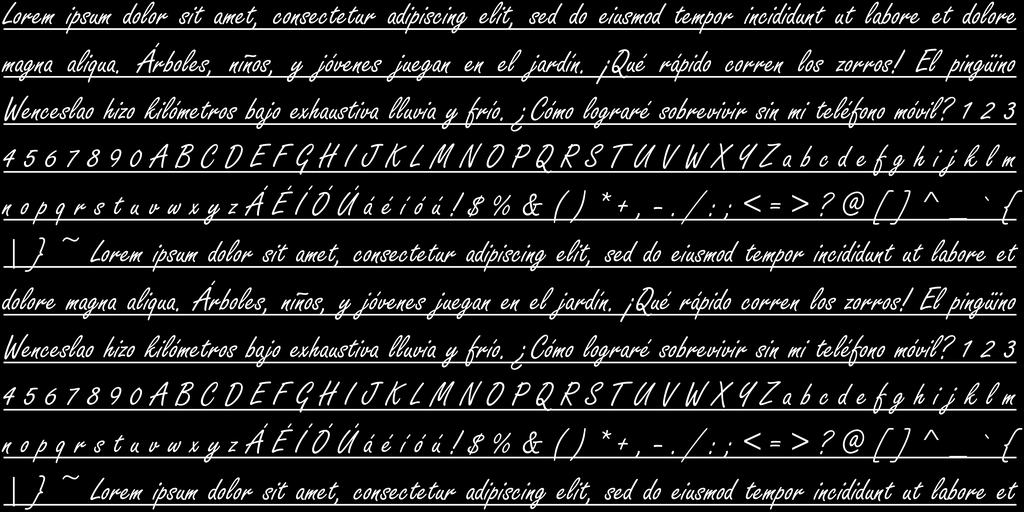 Lorem ipsum dolor sit amet, consectetur adipiscing elit, sed do eiusmod tempor incididunt ut labore et dolore
magna aliqua. Árboles, niños, y jóvenes juegan en el jardín. ¡Qué rápido corren los zorros! El pingüino
Wenceslao hizo kilómetros bajo exhaustiva lluvia y frío. ¿Cómo lograré sobrevivir sin mi teléfono móvil? 1 2 3
4 5 6 7 8 9 0 A B C D E F G H I J K L M N O P Q R S T U V W X Y Z a b c d e f g h i j k l m
n o p q r s t u v w x y z Á É Í Ó Ú á é í ó ú ! $ % & ( ) * + , - . / : ; < = > ? @ [ ] ^ _ ` {
| } ~ Lorem ipsum dolor sit amet, consectetur adipiscing elit, sed do eiusmod tempor incididunt ut labore et
dolore magna aliqua. Árboles, niños, y jóvenes juegan en el jardín. ¡Qué rápido corren los zorros! El pingüino
Wenceslao hizo kilómetros bajo exhaustiva lluvia y frío. ¿Cómo lograré sobrevivir sin mi teléfono móvil? 1 2 3
4 5 6 7 8 9 0 A B C D E F G H I J K L M N O P Q R S T U V W X Y Z a b c d e f g h i j k l m
n o p q r s t u v w x y z Á É Í Ó Ú á é í ó ú ! $ % & ( ) * + , - . / : ; < = > ? @ [ ] ^ _ ` {
| } ~ Lorem ipsum dolor sit amet, consectetur adipiscing elit, sed do eiusmod tempor incididunt ut labore et